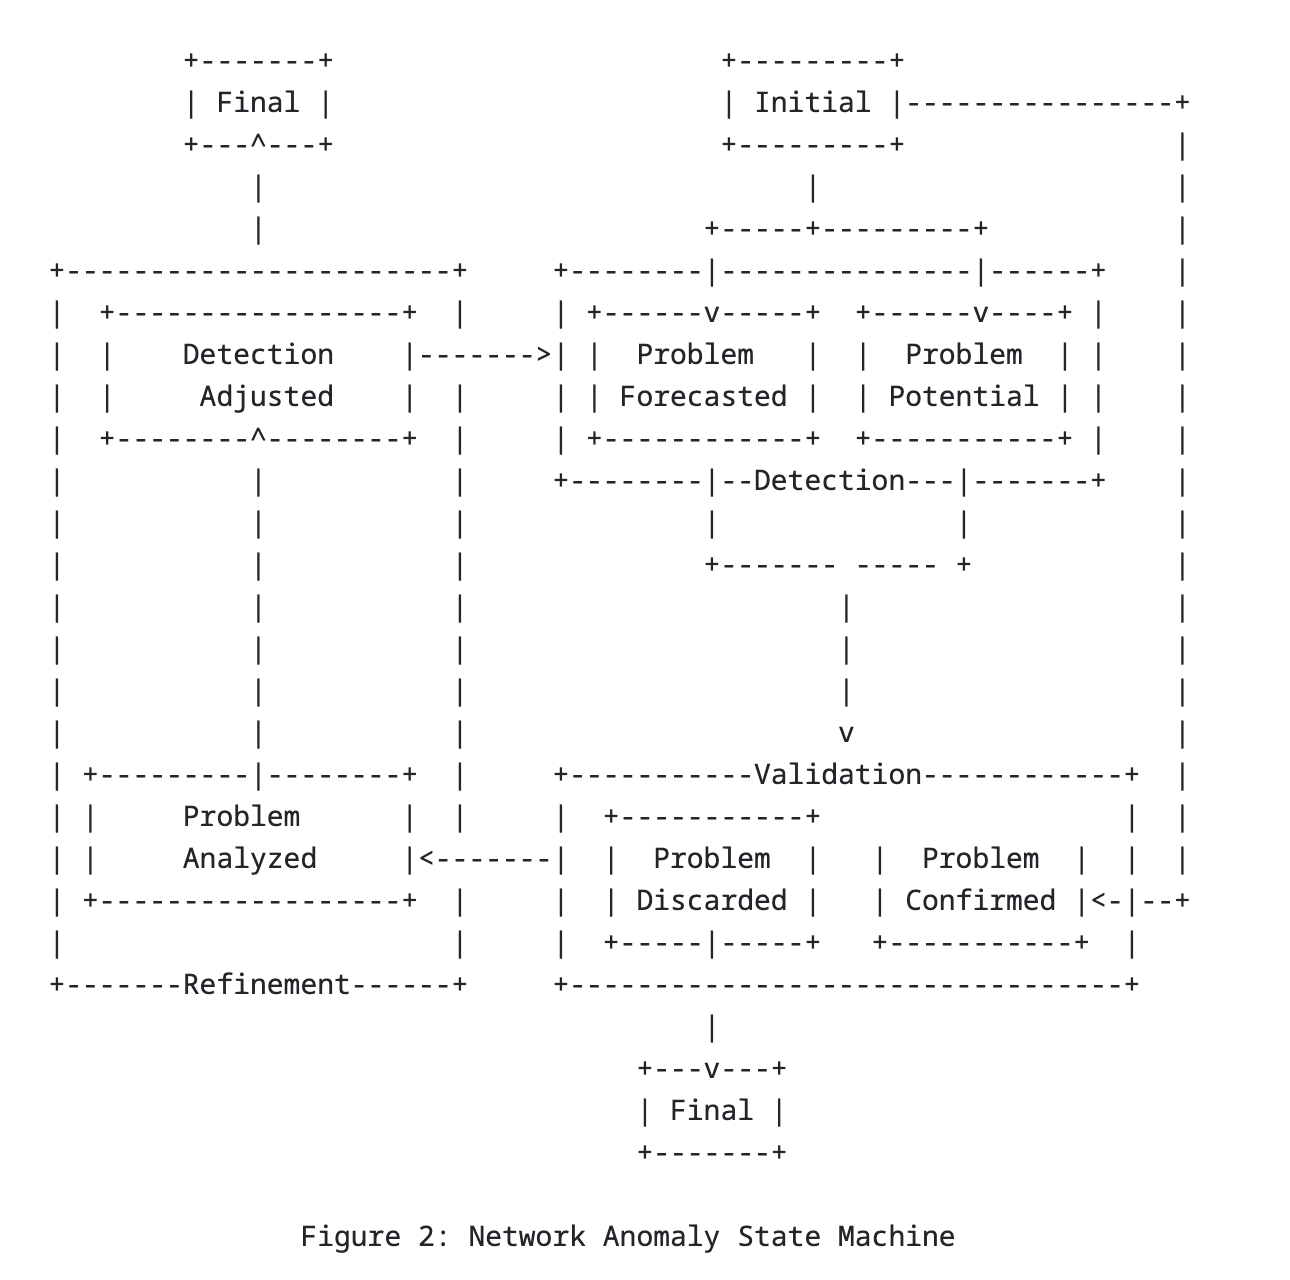 +-------+                       +---------+
        | Final |                       | Initial |----------------+
        +---^---+                       +---------+                |
            |                                |                     |
            |                          +-----+---------+           |
+-----------------------+     +--------|---------------|------+    |
|  +-----------------+  |     | +------v-----+  +------v----+ |    |
|  |    Detection    |------->| |  Problem   |  |  Problem  | |    |
|  |     Adjusted    |  |     | | Forecasted |  | Potential | |    |
|  +--------^--------+  |     | +------------+  +-----------+ |    |
|           |           |     +--------|--Detection---|-------+    |
|           |           |              |              |            |
|           |           |              +------- ----- +            |
|           |           |                      |                   |
|           |           |                      |                   |
|           |           |                      |                   |
|           |           |                      v                   |
| +---------|--------+  |     +-----------Validation------------+  |
| |     Problem      |  |     |  +-----------+                  |  |
| |     Analyzed     |<-------|  |  Problem  |   |  Problem  |  |  |
| +------------------+  |     |  | Discarded |   | Confirmed |<-|--+
|                       |     |  +-----|-----+   +-----------+  |
+-------Refinement------+     +---------------------------------+
                                       |
                                   +---v---+
                                   | Final |
                                   +-------+
Figure 2: Network Anomaly State Machine